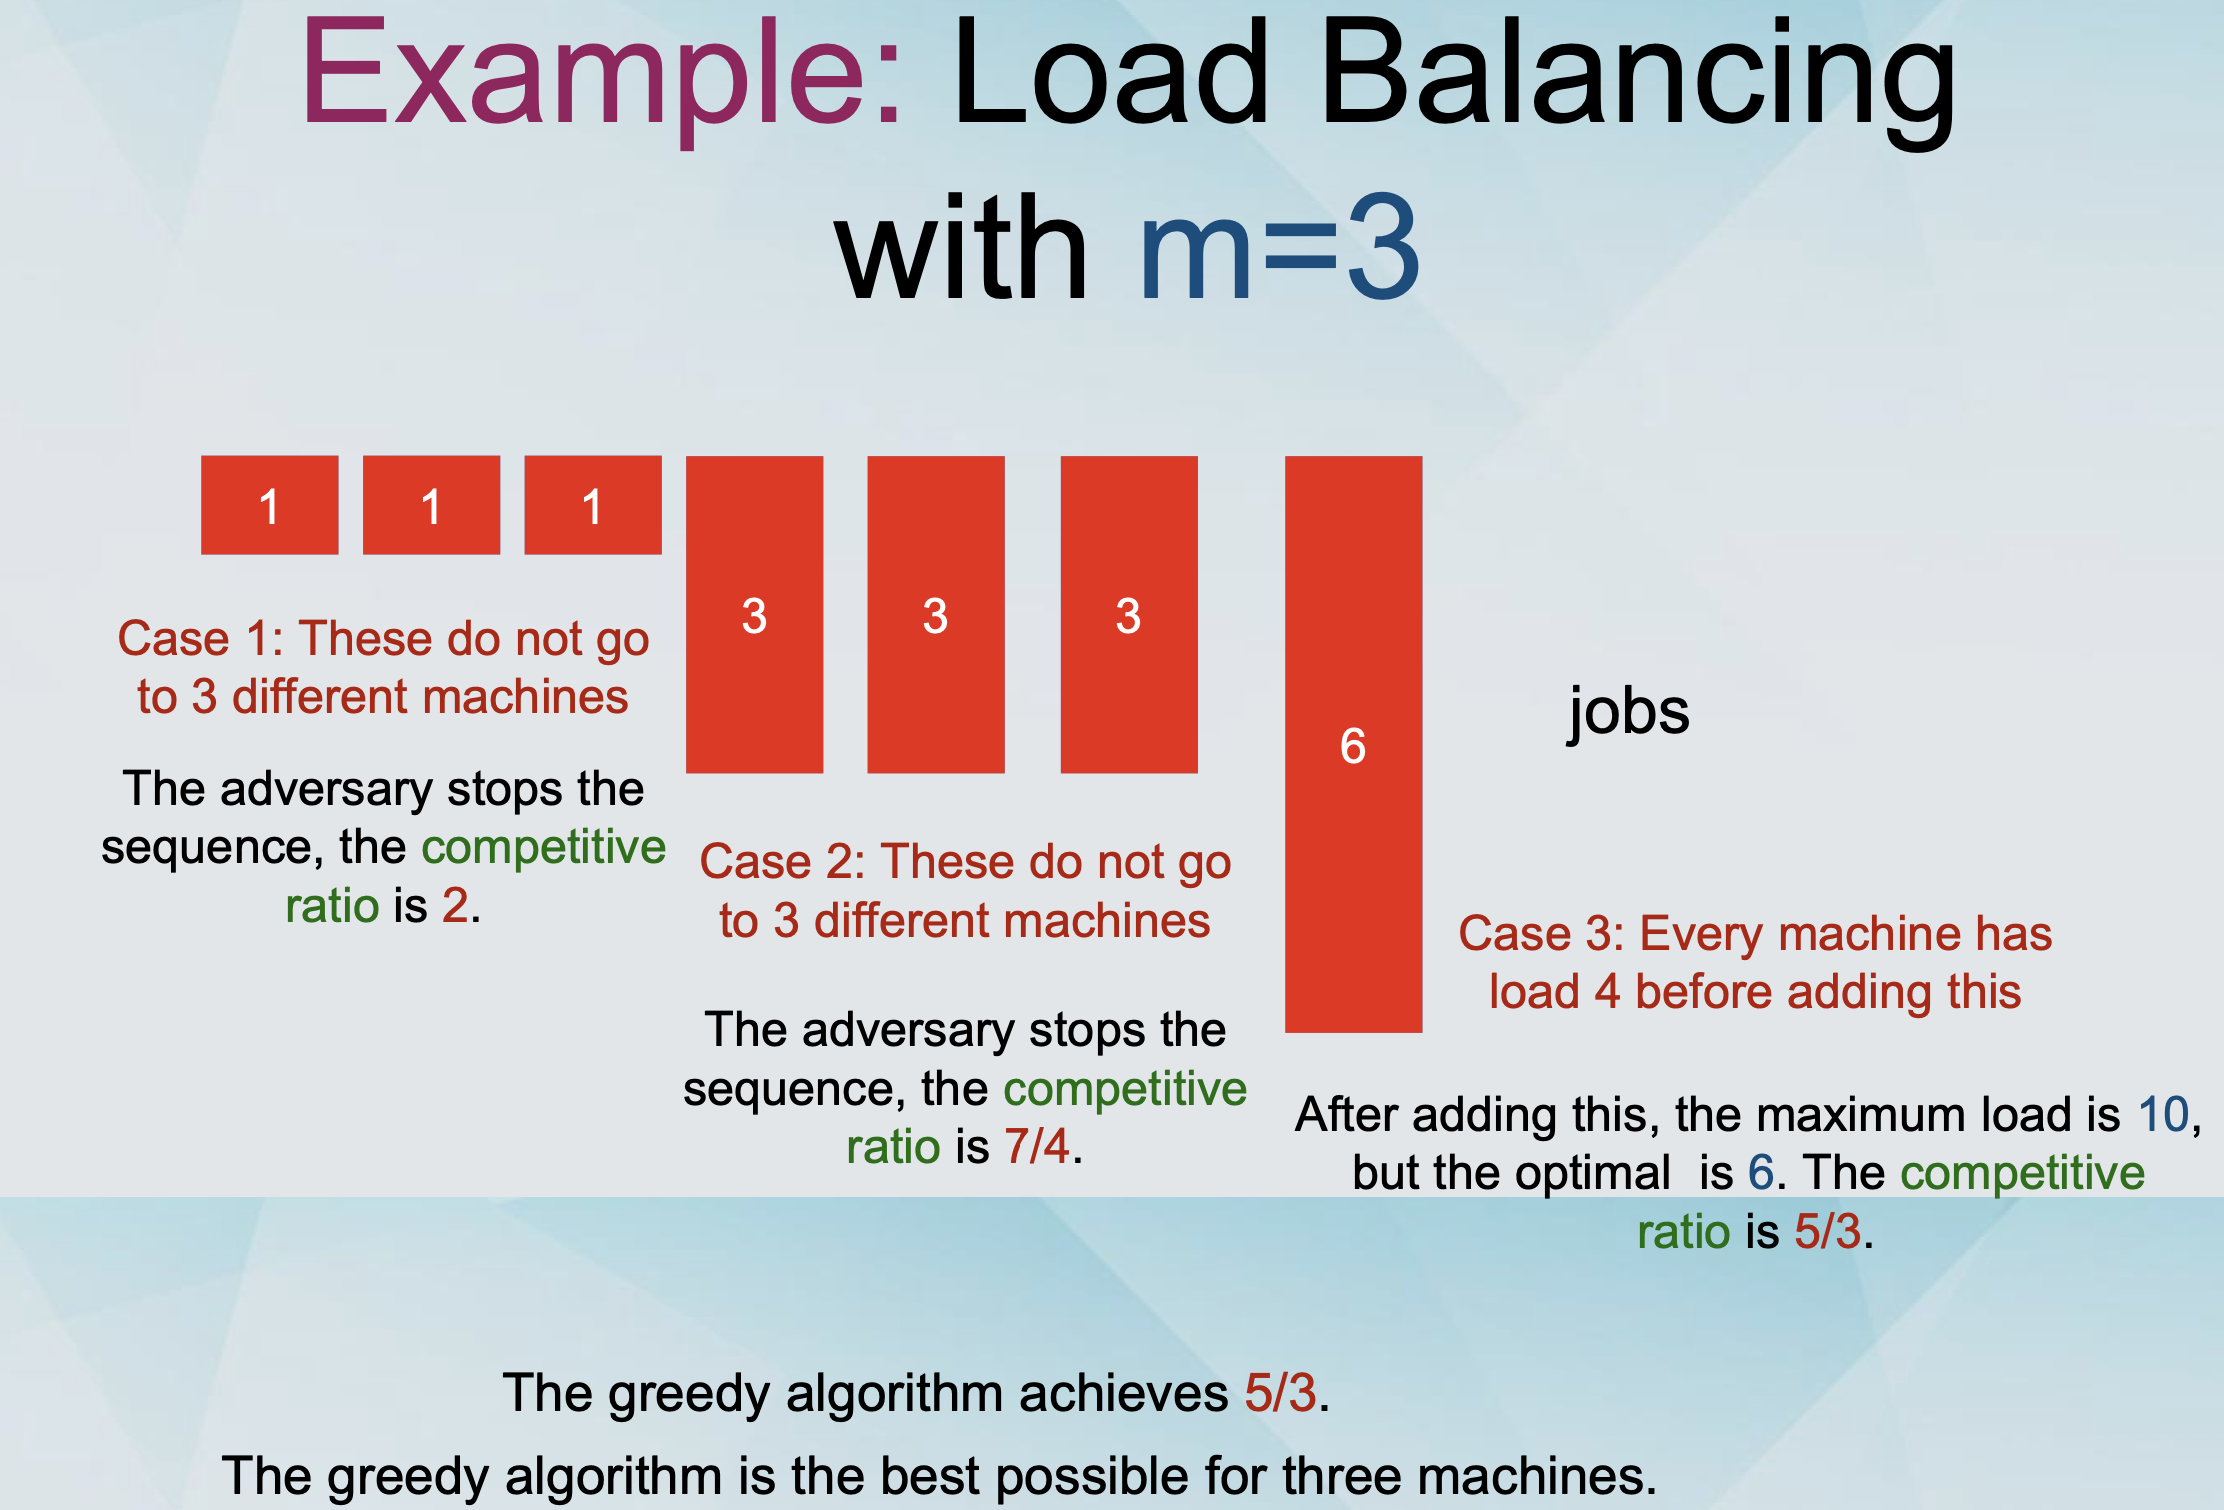 Example: Load Balancing
with m=3
1
1
1
3
3
3
6
jobs
Case 1: These do not go
to 3 different machines
The adversary stops the
sequence, the competitive
ratio is 2.
Case 2: These do not go
to 3 different machines
The adversary stops the
sequence, the competitive
ratio is 7/4.
Case 3: Every machine has
load 4 before adding this
After adding this, the maximum load is 10,
but the optimal is 6. The competitive
ratio is 5/3.
The greedy algorithm achieves 5/3.
The greedy algorithm is the best possible for three machines.